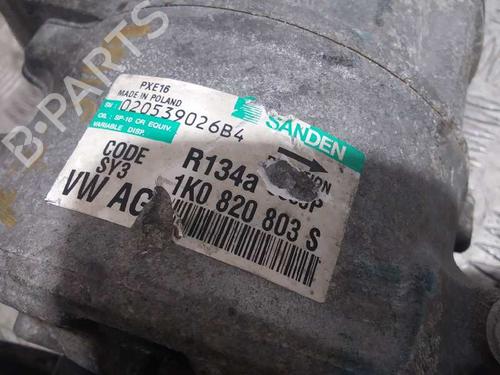 PXE16
MADE IN POLAND
SN: 020539026B4
OIL: SP-10 OR EQUIV.
VARIABLE DISP.
SANDEN
CODE
SY3
R134a
VW AG
1K0 820 803 S
B-PARTS